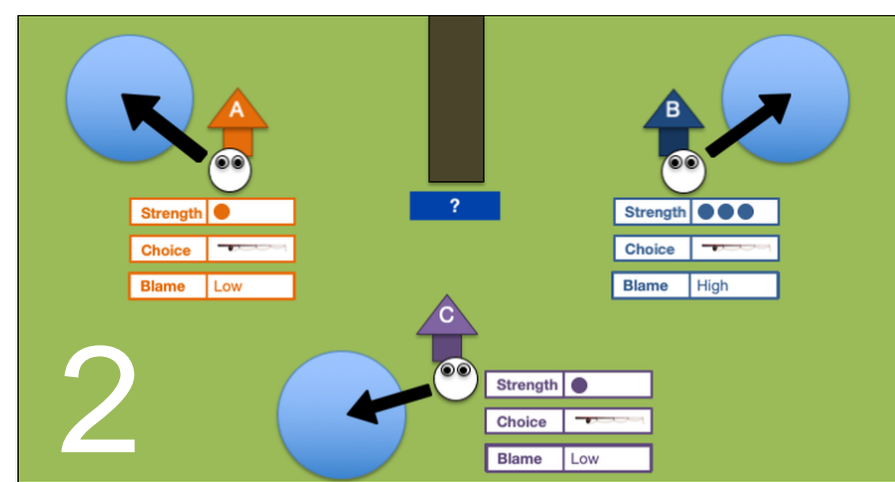 A
B
?
Strength
Choice
Blame Low
Strength
Choice
Blame High
C
Strength
Choice
Blame Low
2